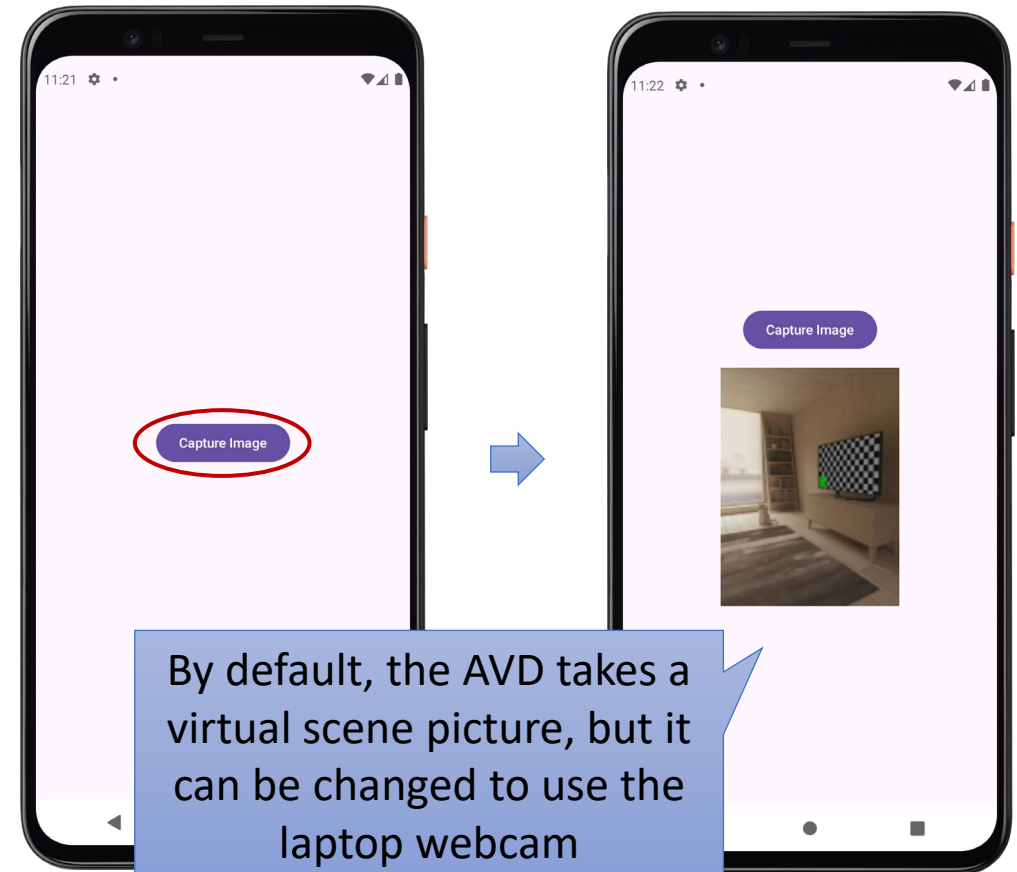 11:21
Capture Image
11:22
Capture Image
By default, the AVD takes a
virtual scene picture, but it
can be changed to use the
laptop webcam